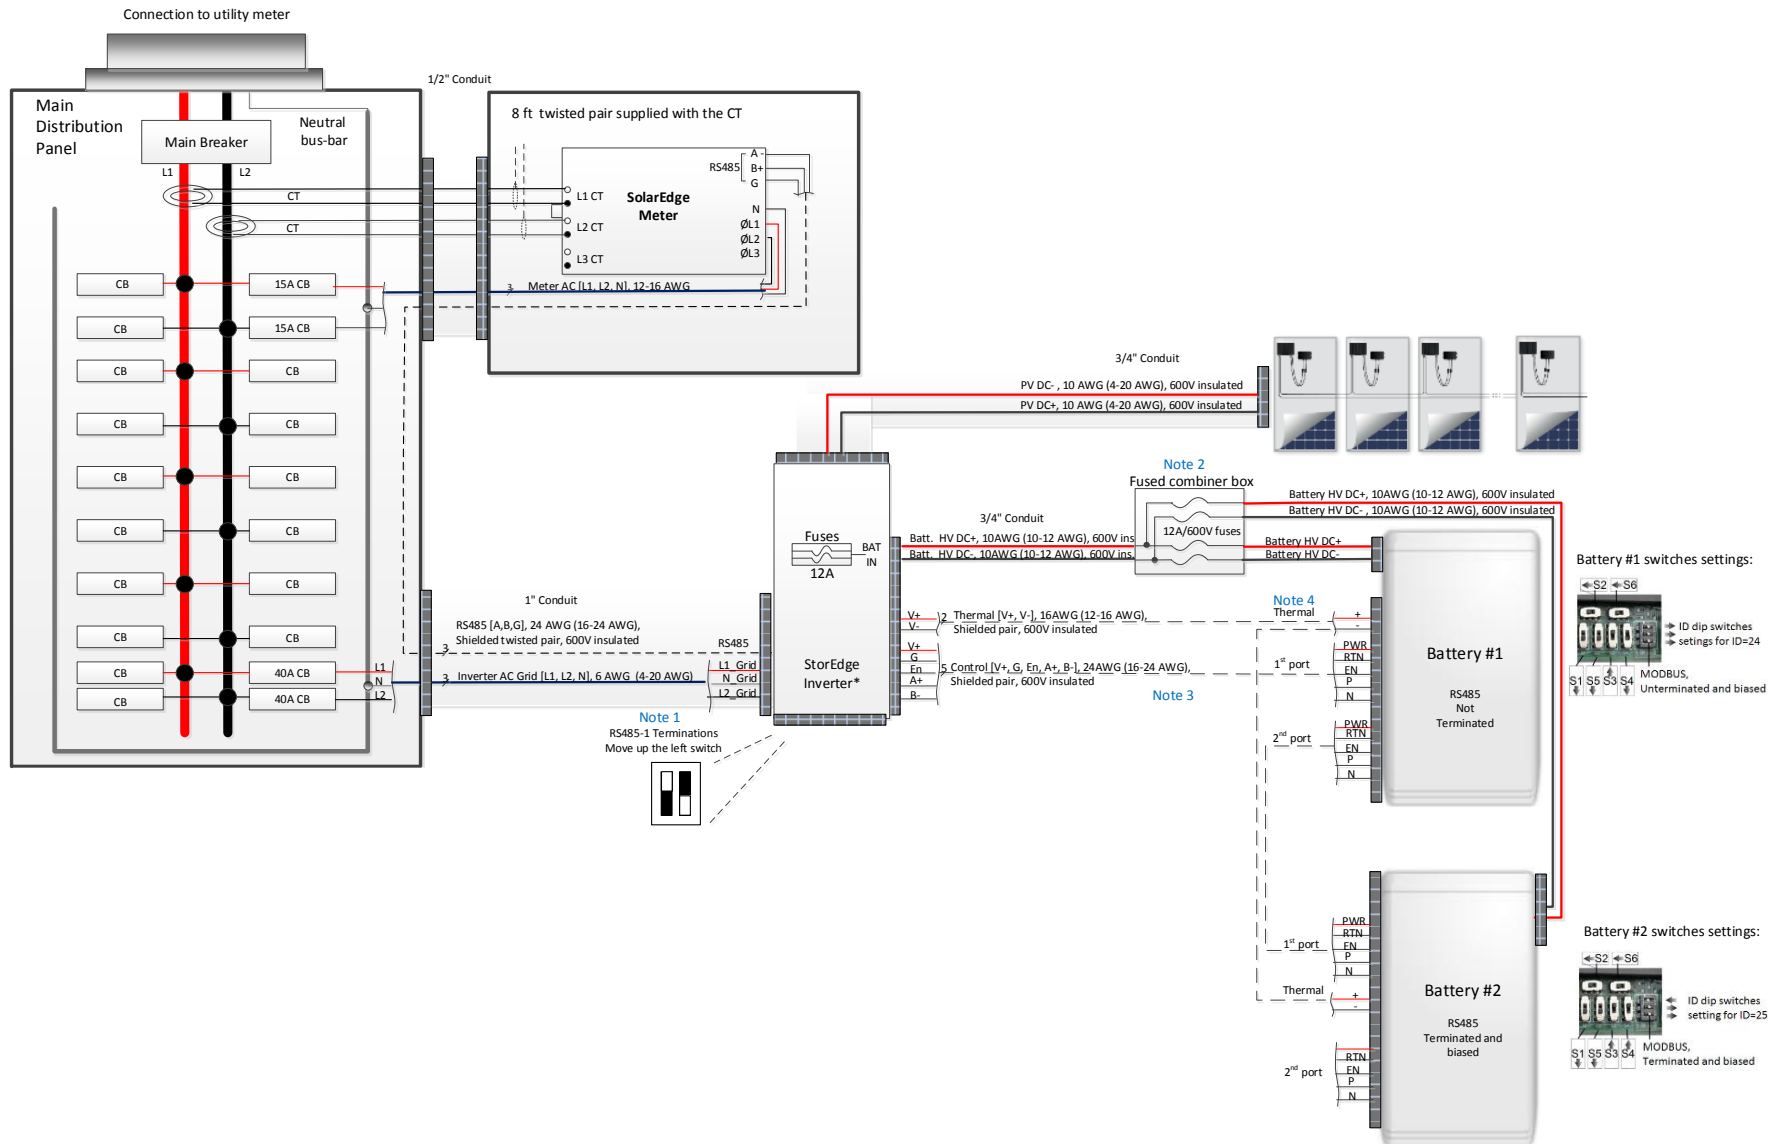 Connection to utility meter
1/2" Conduit
Main
Distribution
Panel
Neutral
bus-bar
Main Breaker
L1
L2
CT
CT
8 ft  twisted pair supplied with the CT
RS485
A -
B+
G
SolarEdge
Meter
L1 CT
L2 CT
L3 CT
N
ØL1
ØL2
ØL3
3
Meter AC [L1, L2, N], 12-16 AWG
CB
15A CB
CB
15A CB
CB
CB
CB
CB
CB
CB
CB
CB
CB
CB
CB
CB
CB
40A CB
CB
40A CB
L1
N
L2
3/4" Conduit
PV DC- , 10 AWG (4-20 AWG), 600V insulated
PV DC+, 10 AWG (4-20 AWG), 600V insulated
Note 2
Fused combiner box
12A/600V fuses
Battery HV DC+, 10AWG (10-12 AWG), 600V insulated
Battery HV DC- , 10AWG (10-12 AWG), 600V insulated
3/4" Conduit
Batt.  HV DC+, 10AWG (10-12 AWG), 600V ins
Batt.  HV DC-, 10AWG (10-12 AWG), 600V ins.
Battery HV DC+
Battery HV DC-
Fuses
12A
BAT
IN
1" Conduit
RS485 [A,B,G], 24 AWG (16-24 AWG),
Shielded twisted pair, 600V insulated
3
RS485
3
Inverter AC Grid [L1, L2, N], 6 AWG  (4-20 AWG)
L1_Grid
N_Grid
L2_Grid
StorEdge
Inverter*
V+
V-
V+
G
En
A+
B-
2
Thermal [V+, V-], 16AWG (12-16 AWG),
Shielded pair, 600V insulated
5
Control [V+, G, En, A+, B-], 24AWG (16-24 AWG),
Shielded pair, 600V insulated
Note 3
Note 4
Thermal
+
-
1st port
PWR
RTN
EN
P
N
2nd port
PWR
RTN
EN
P
N
Battery #1
RS485
Not
Terminated
Battery #1 switches settings:
S2
S6
ID dip switches
setings for ID=24
S1
S5
S3
S4
MODBUS,
Unterminated and biased
Note 1
RS485-1 Terminations
Move up the left switch
1st port
PWR
RTN
EN
P
N
Thermal
+
-
2nd port
RTN
EN
P
N
Battery #2
RS485
Terminated and
biased
Battery #2 switches settings:
S2
S6
ID dip switches
setting for ID=25
S1
S5
S3
S4
MODBUS,
Terminated and biased